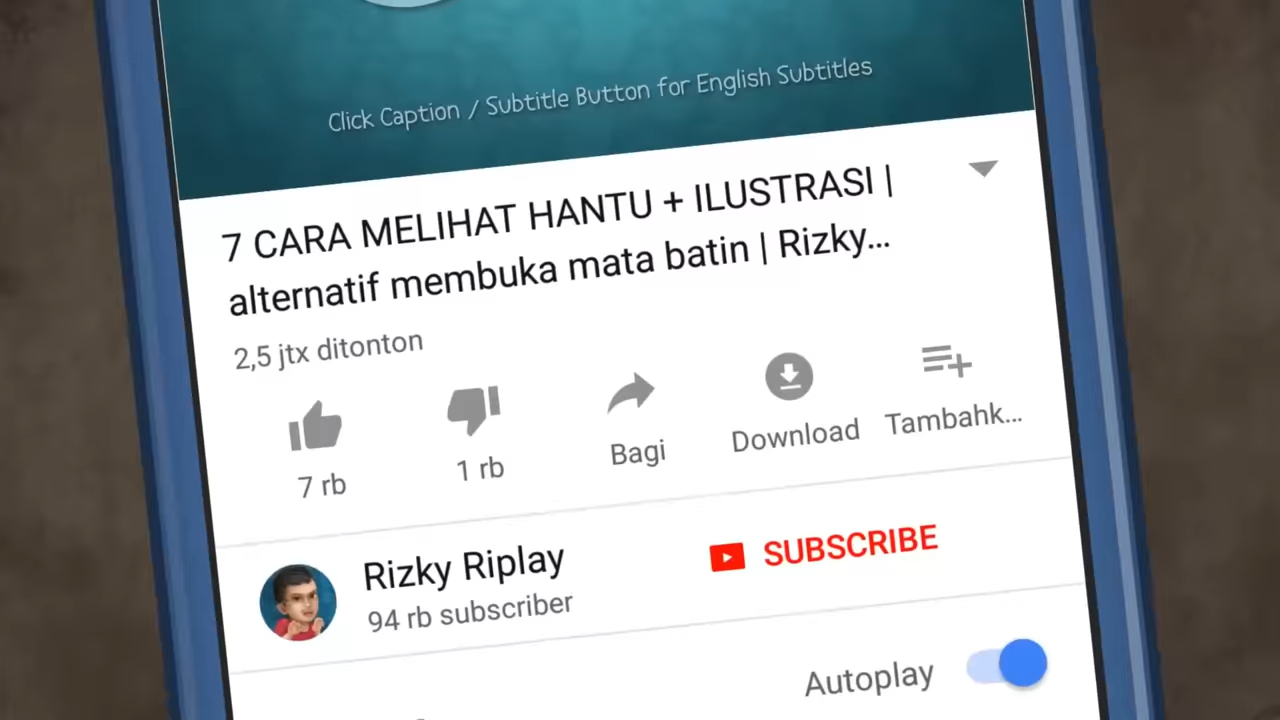 Click Caption / Subtitle Button for English Subtitles
7 CARA MELIHAT HANTU + ILUSTRASI |
alternatif membuka mata batin | Rizky...
2,5 jtx ditonton
7 rb
1 rb
Bagi
Download
Tambahk...
Rizky Riplay
94 rb subscriber
SUBSCRIBE
Autoplay